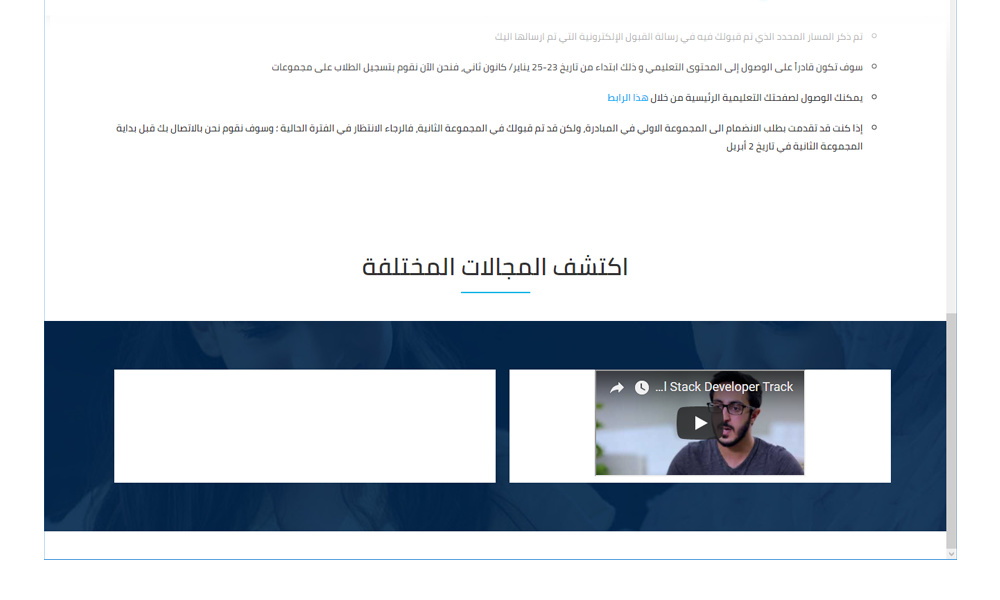 تم ذكر المسار المحدد الذي تم قبولك فيه في رسالة القبول الإلكترونية التي تم ارسالها اليك
سوف تكون قادراً على الوصول إلى المحتوى التعليمي و ذلك ابتداء من تاريخ 23-25 يناير/ كانون ثاني, فنحن الآن نقوم بتسجيل الطلاب على مجموعات
يمكنك الوصول لصفحتك التعليمية الرئيسية من خلال هذا الرابط
إذا كنت قد تقدمت بطلب الانضمام الى المجموعة الاولي في المبادرة, ولكن قد تم قبولك في المجموعة الثانية, فالرجاء الانتظار في الفترة الحالية ; وسوف نقوم نحن بالاتصال بك قبل بداية
المجموعة الثانية في تاريخ 2 أبريل
اكتشف المجالات المختلفة
...l Stack Developer Track